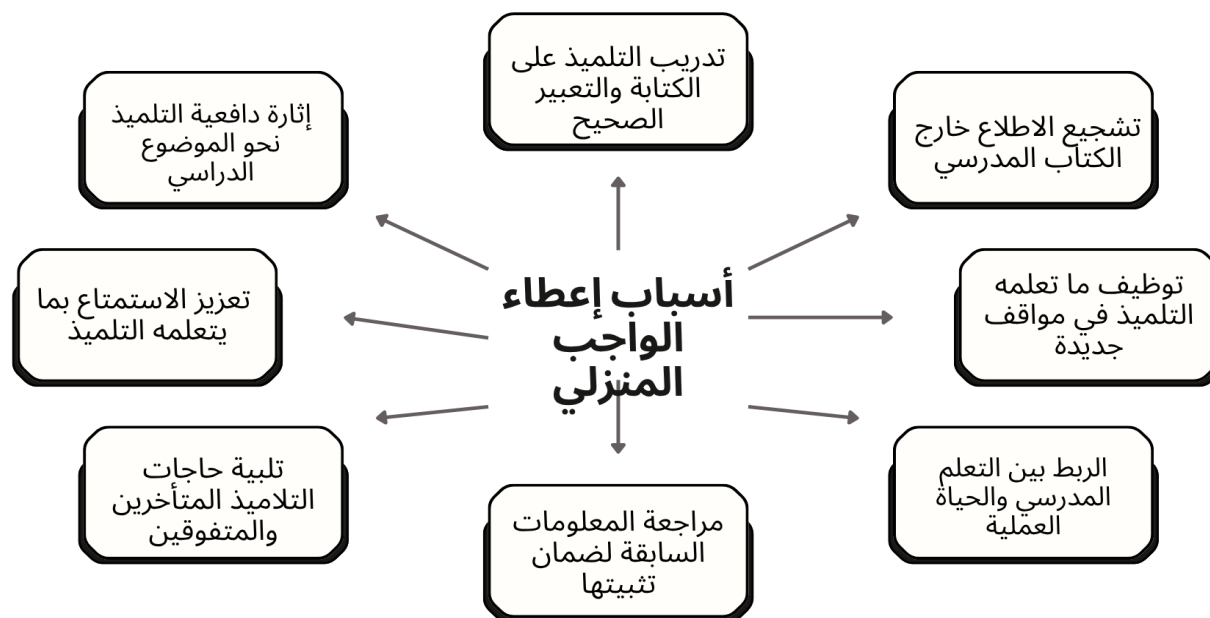 تدريب التلميذ على
الكتابة والتعبير
الصحيح
تشجيع الاطلاع خارج
الكتاب المدرسي
إثارة دافعية التلميذ
نحو الموضوع
الدراسي
أسباب إعطاء
الواجب
المنزلي
توظيف ما تعلمه
التلميذ في مواقف
جديدة
تعزيز الاستمتاع بما
يتعلمه التلميذ
الربط بين التعلم
المدرسي والحياة
العملية
تلبية حاجات
التلاميذ المتأخرين
والمتفوقين
مراجعة المعلومات
السابقة لضمان
تثبيتها